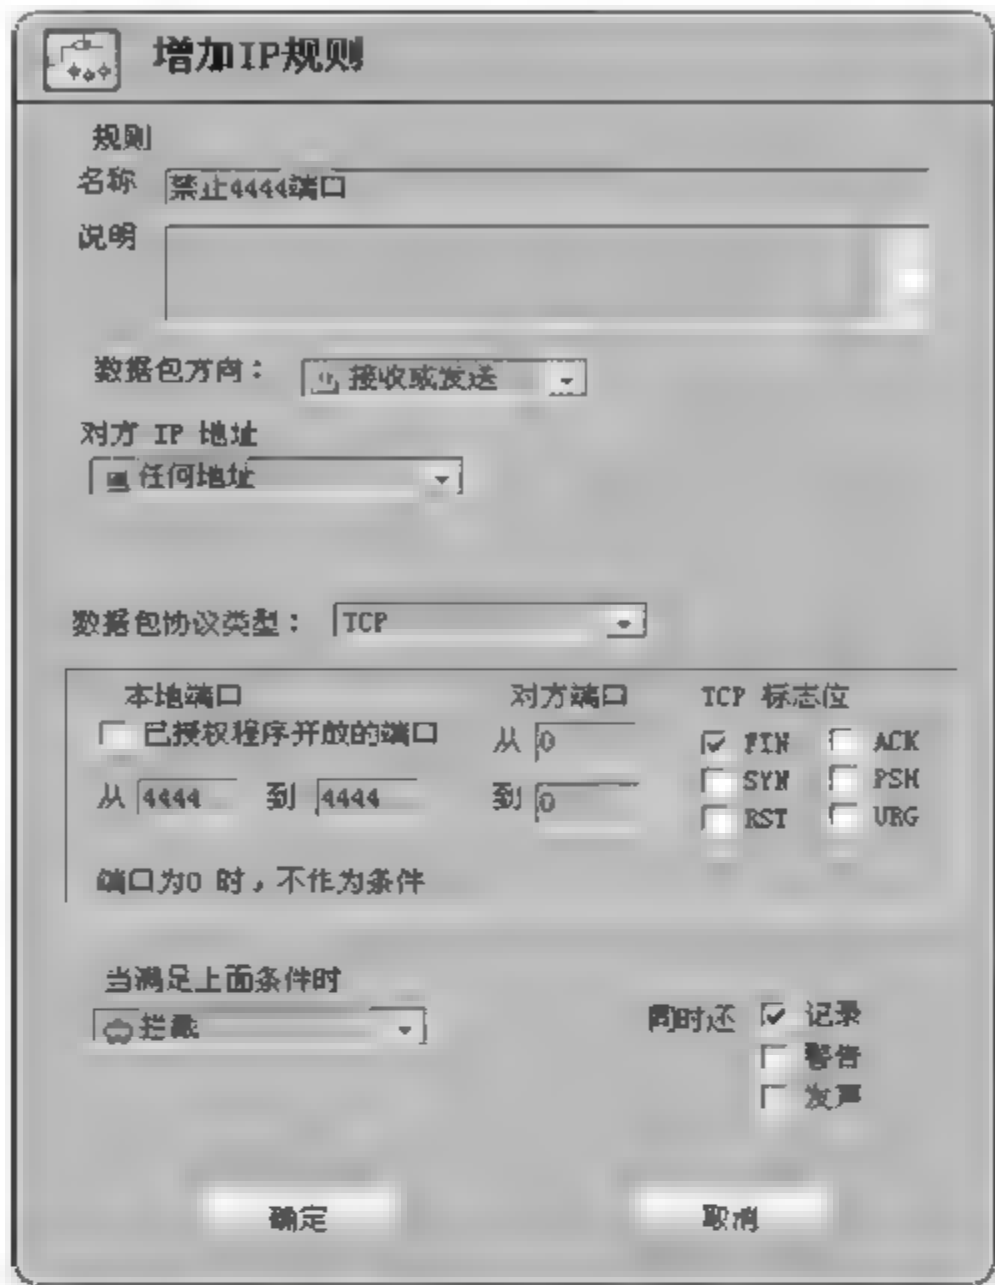 增加IP规则
规则
名称 禁止4444端口
说明
数据包方向： 接收或发送
对方 IP 地址
任何地址
数据包协议类型： TCP
本地端口 对方端口 TCP 标志位
已授权程序开放的端口 从 0 FIN ACK
从 4444 到 4444 到 0 SYN PSH
RST URG
端口为0 时，不作为条件
当满足上面条件时
拦截 同时还 记录
警告
发声
确定 取消